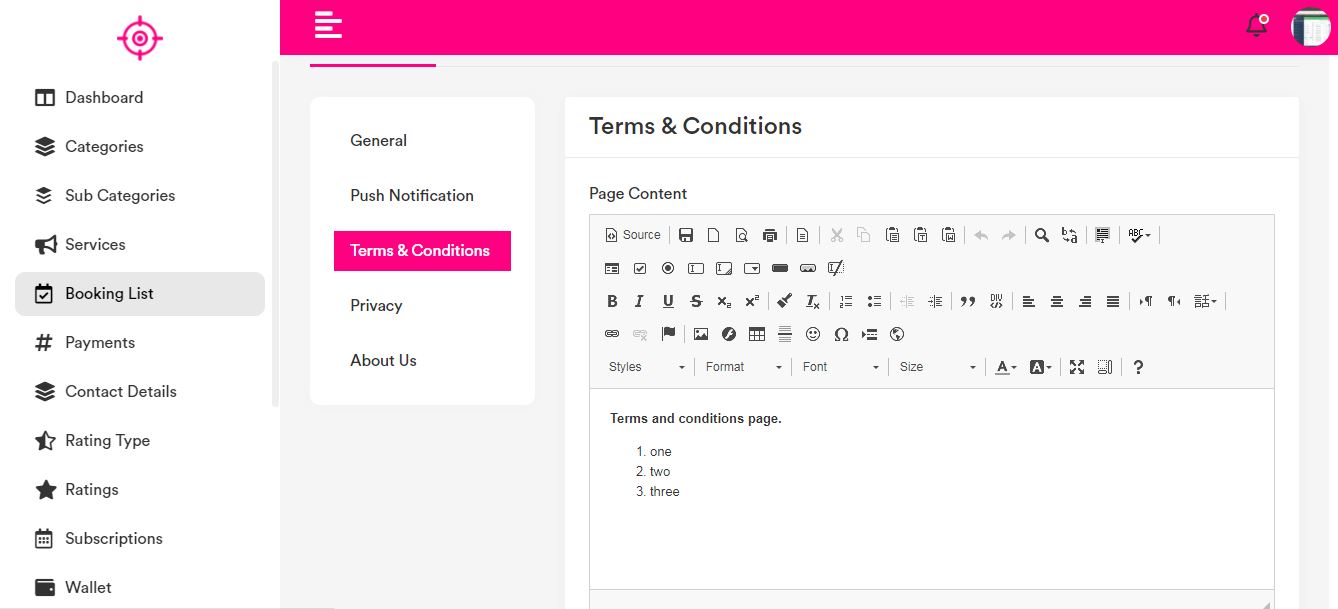 Dashboard
Categories
Sub Categories
Services
Booking List
Payments
Contact Details
Rating Type
Ratings
Subscriptions
Wallet
General
Push Notification
Terms & Conditions
Privacy
About Us
Terms & Conditions
Page Content
Source
Styles Format Font Size
Terms and conditions page.
1. one
2. two
3. three